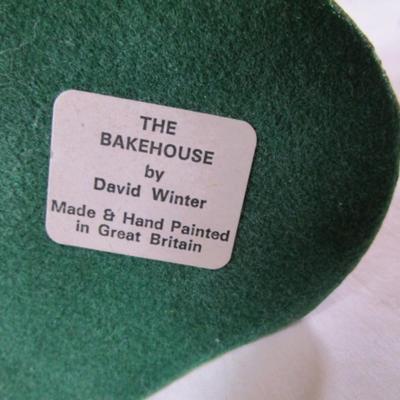 THE
BAKEHOUSE
by
David Winter
Made & Hand Painted
in Great Britain